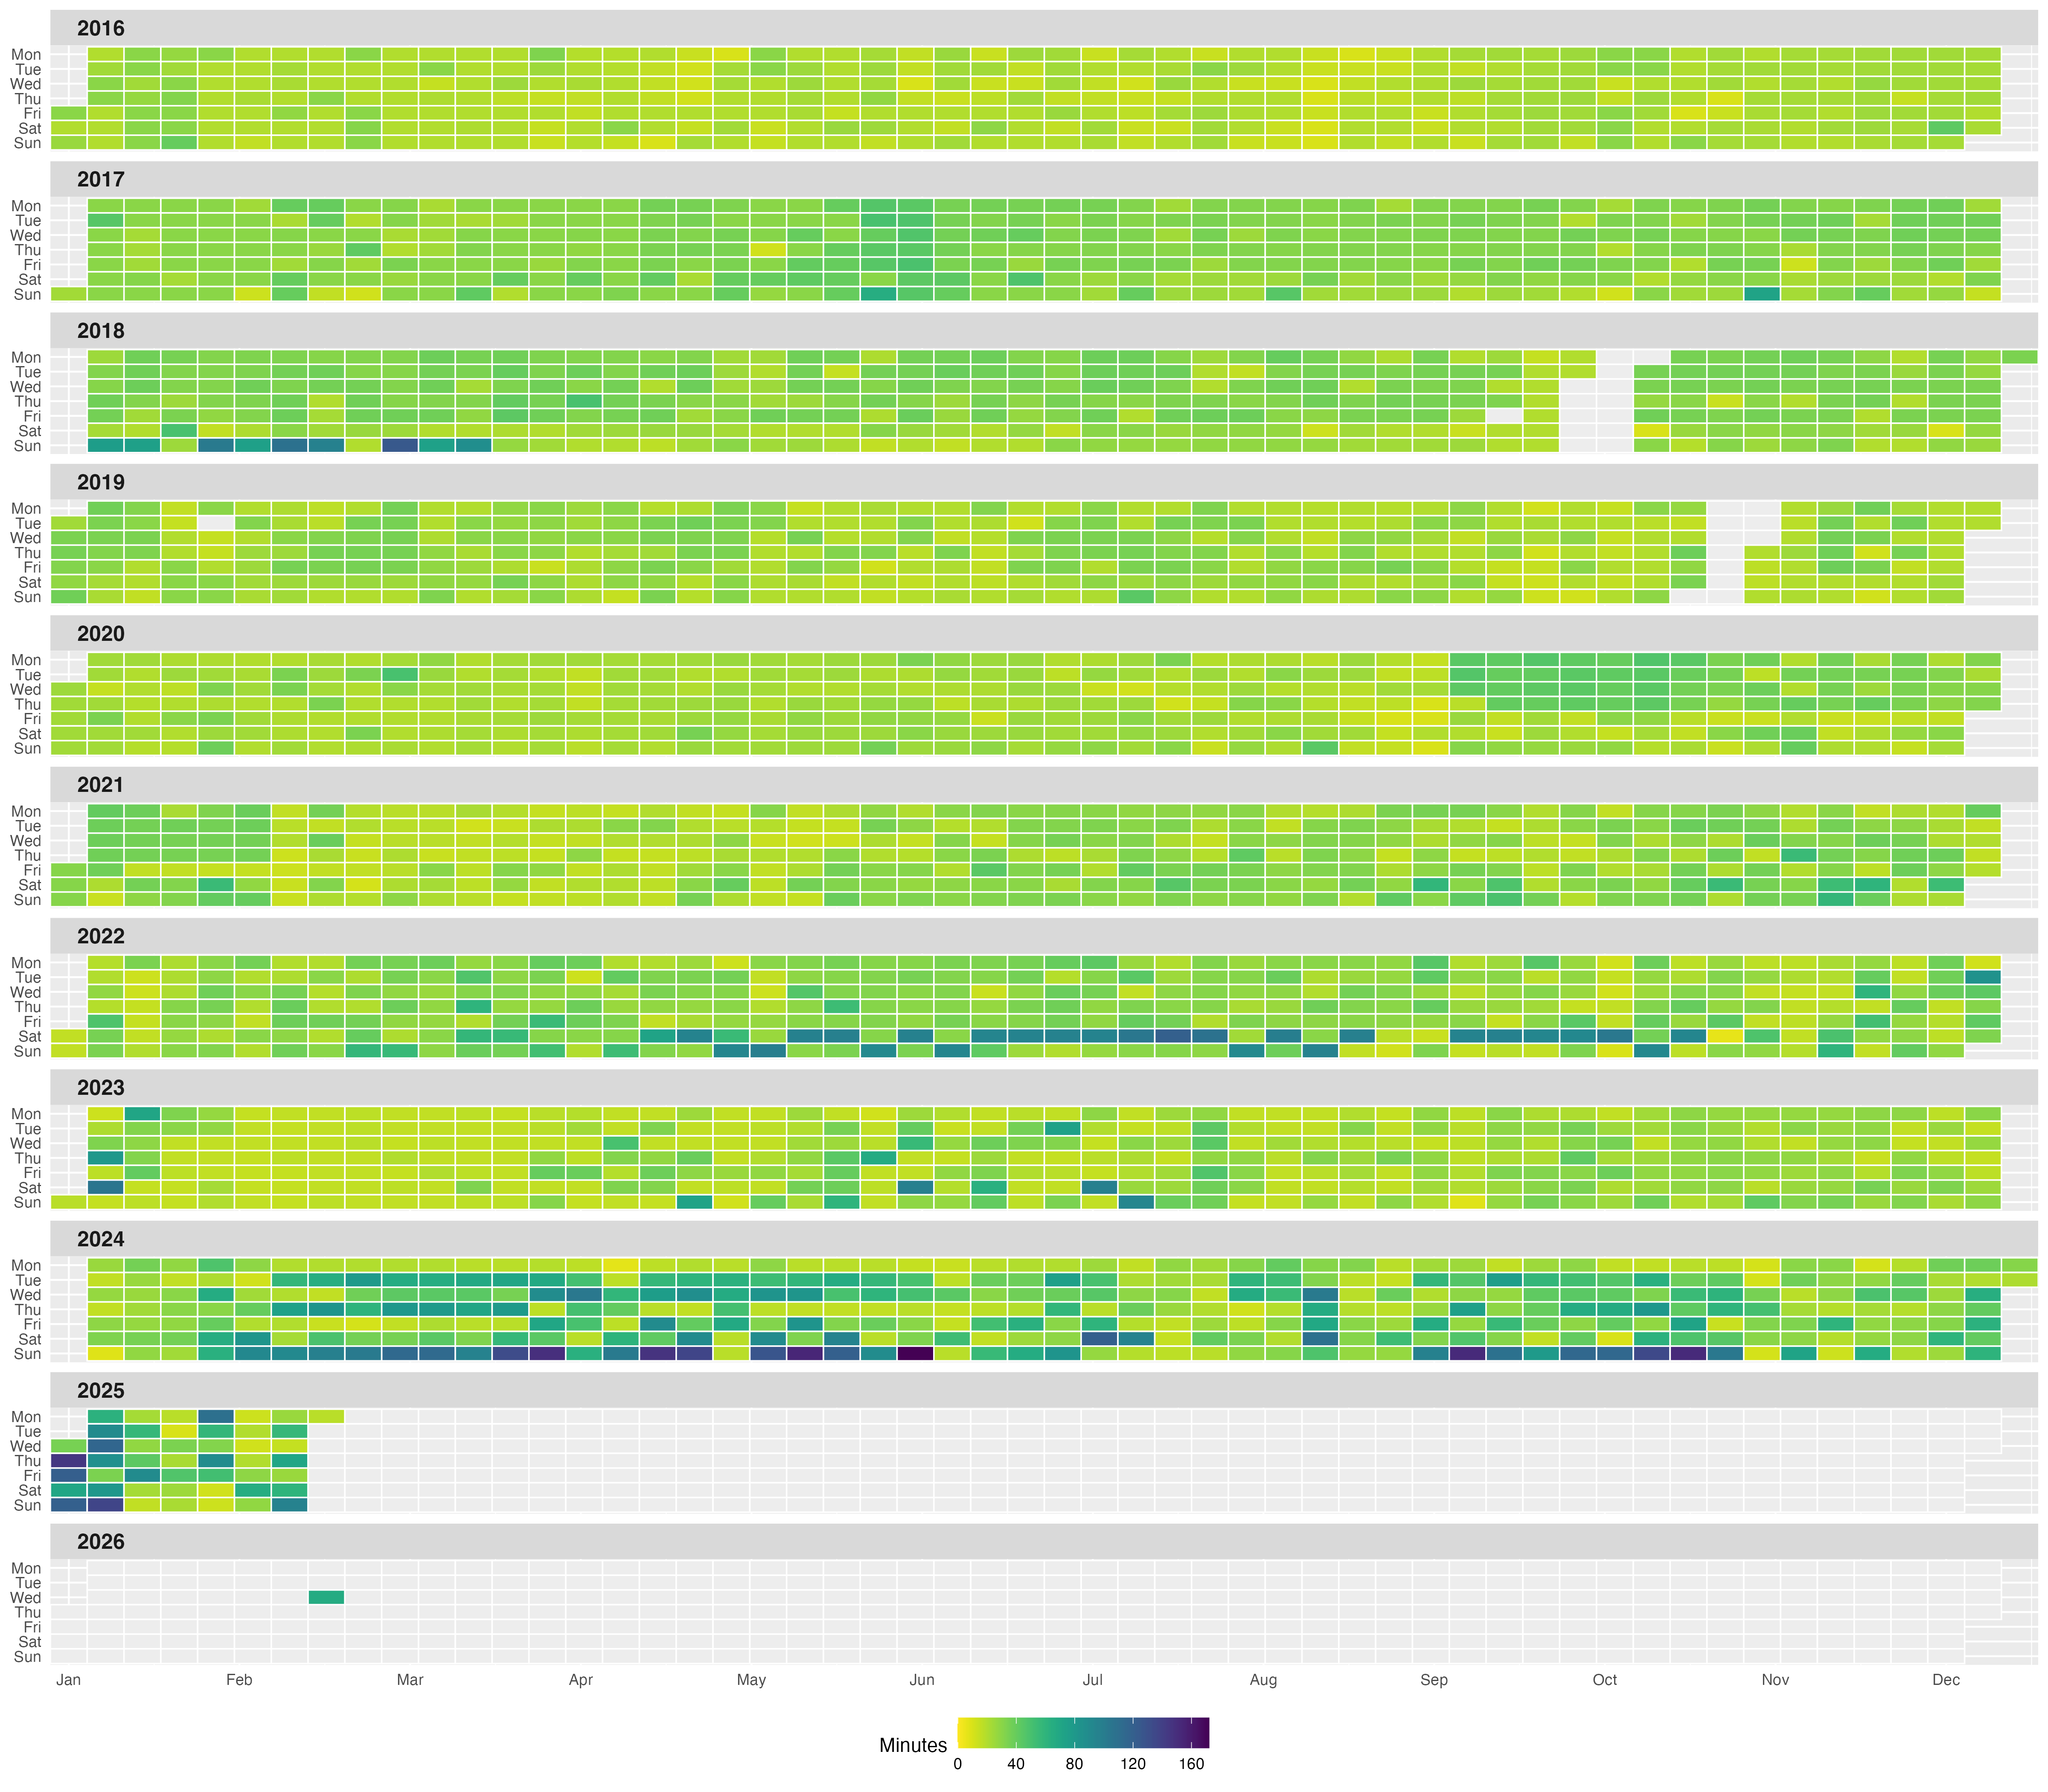 2016
Mon
Tue
Wed
Thu
Fri
Sat
Sun
2017
Mon
Tue
Wed
Thu
Fri
Sat
Sun
2018
Mon
Tue
Wed
Thu
Fri
Sat
Sun
2019
Mon
Tue
Wed
Thu
Fri
Sat
Sun
2020
Mon
Tue
Wed
Thu
Fri
Sat
Sun
2021
Mon
Tue
Wed
Thu
Fri
Sat
Sun
2022
Mon
Tue
Wed
Thu
Fri
Sat
Sun
2023
Mon
Tue
Wed
Thu
Fri
Sat
Sun
2024
Mon
Tue
Wed
Thu
Fri
Sat
Sun
2025
Mon
Tue
Wed
Thu
Fri
Sat
Sun
2026
Mon
Tue
Wed
Thu
Fri
Sat
Sun
Jan Feb Mar Apr May Jun Jul Aug Sep Oct Nov Dec
Minutes
0 40 80 120 160